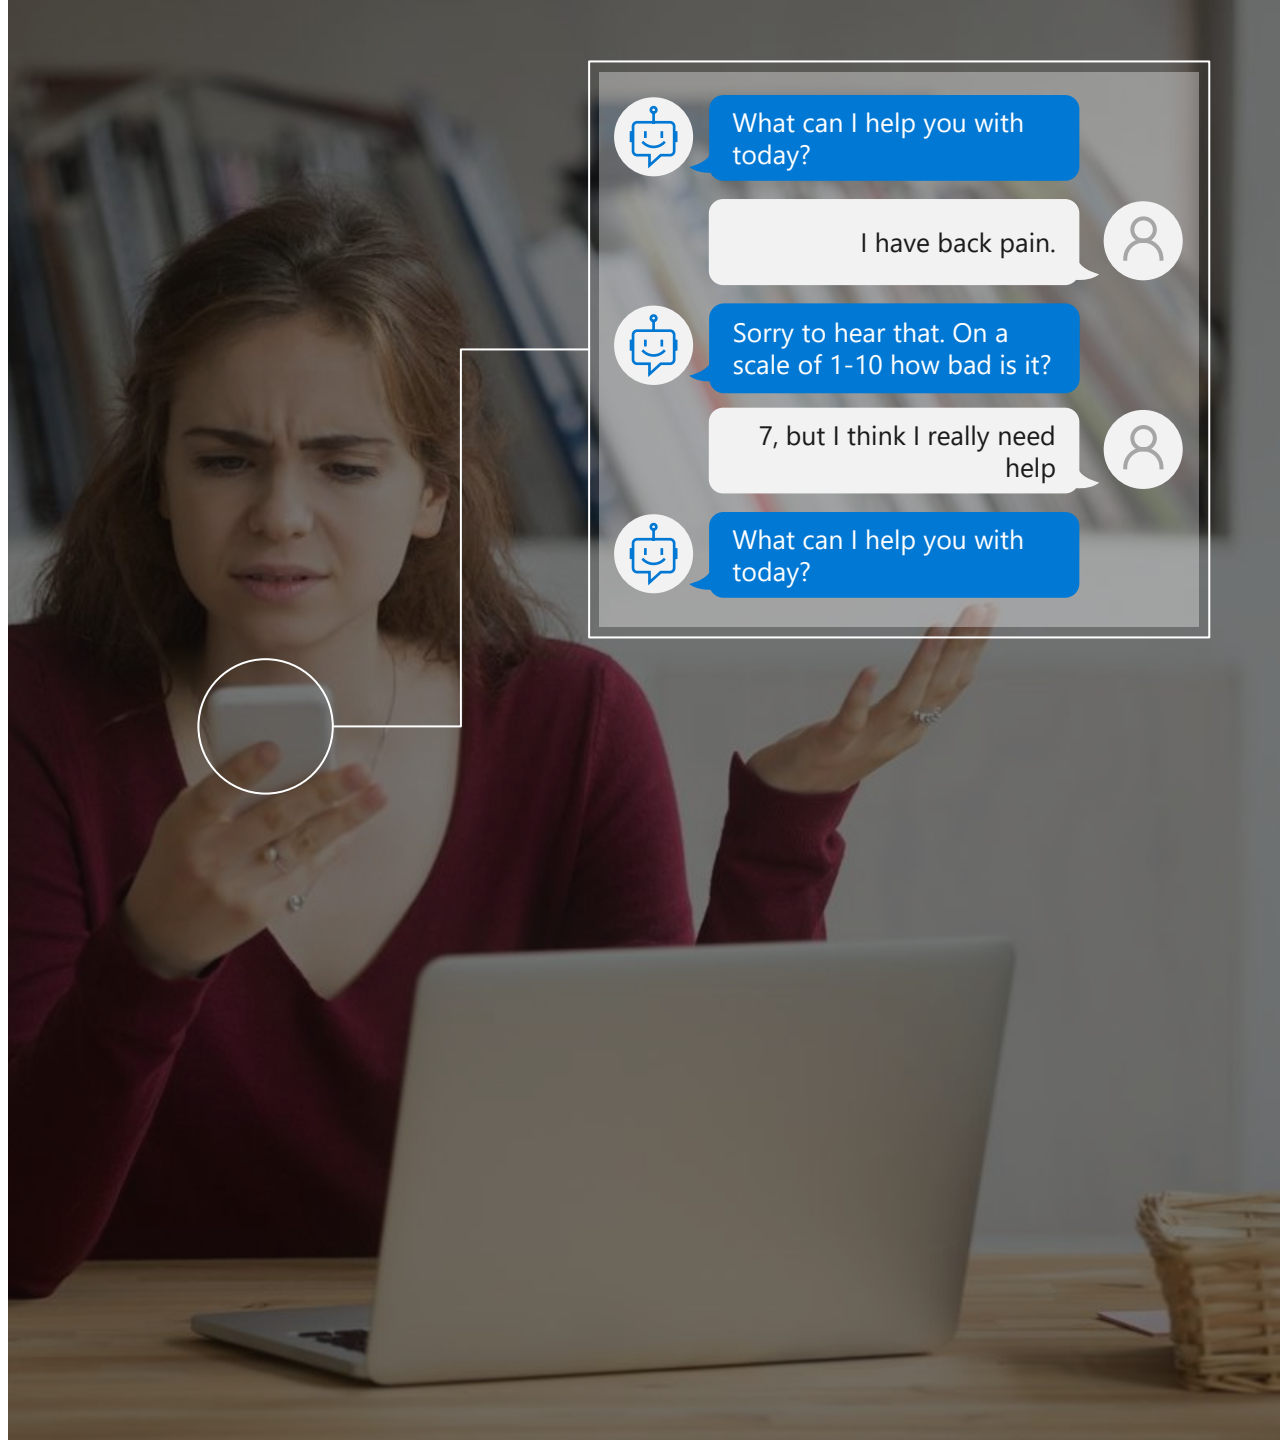 What can I help you with
today?
I have back pain.
Sorry to hear that. On a
scale of 1-10 how bad is it?
7, but I think I really need
help
What can I help you with
today?